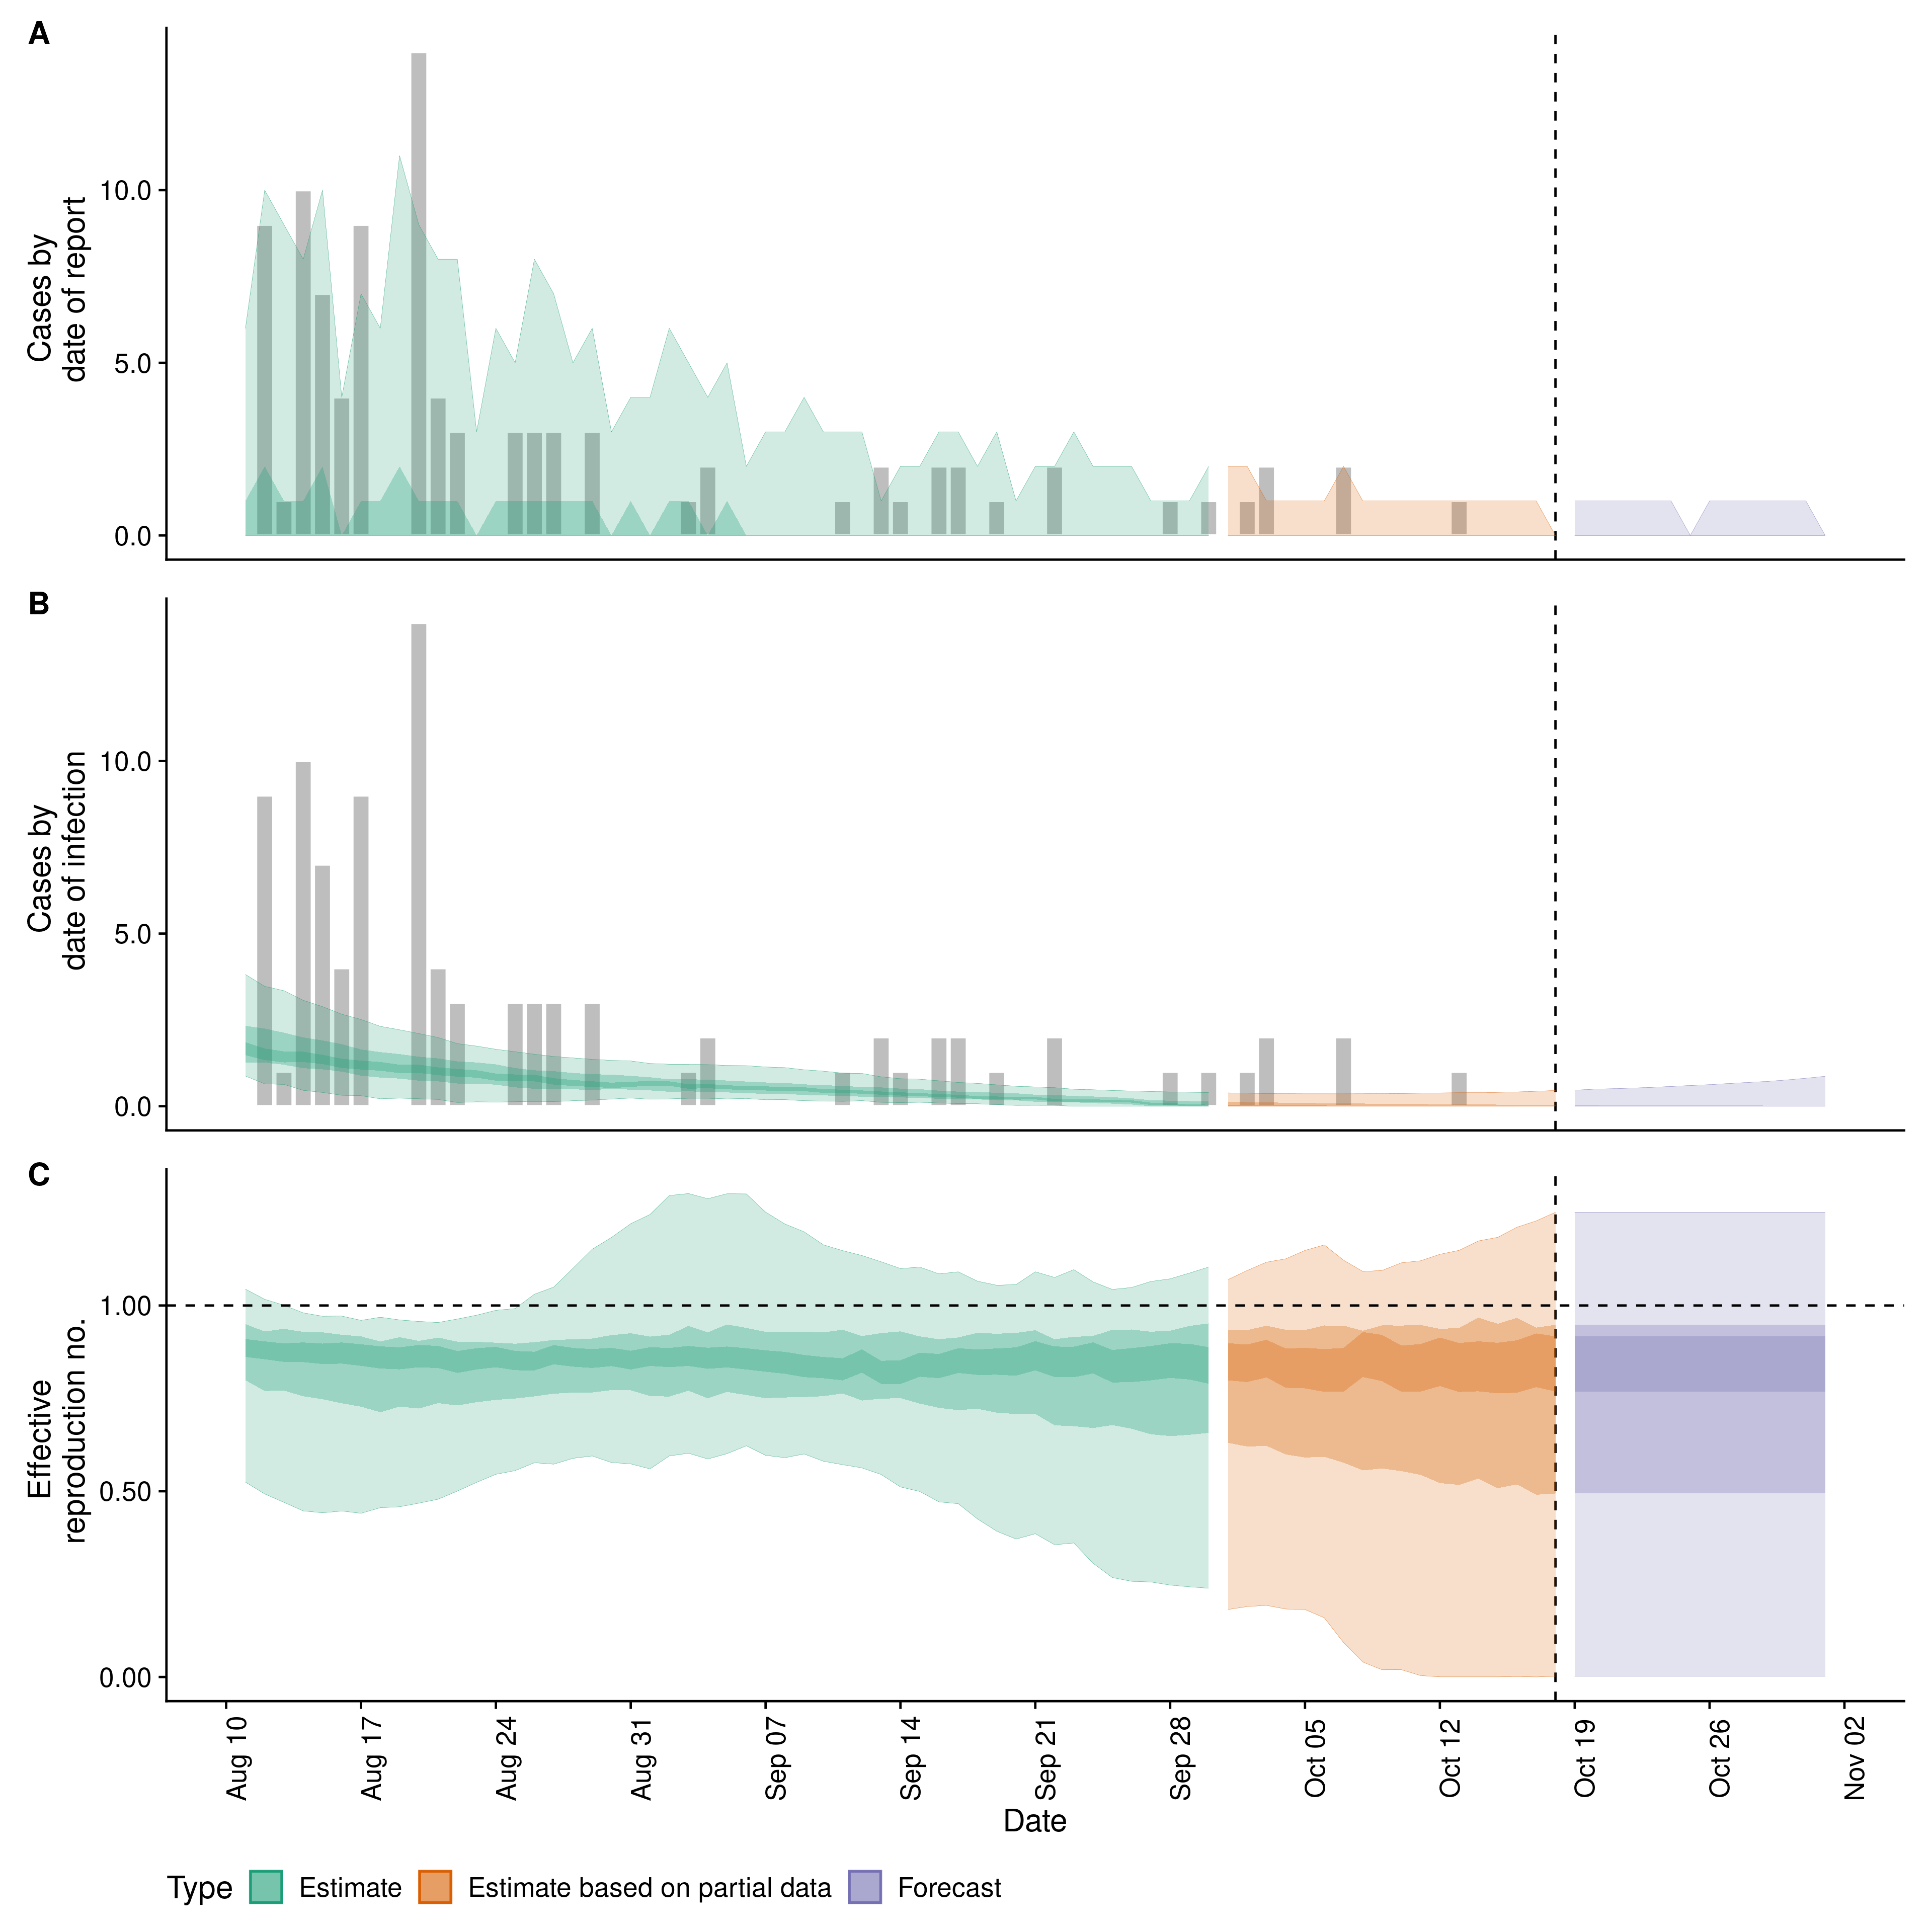 A
Cases by
date of report
10.0
5.0
0.0
B
Cases by
date of infection
10.0
5.0
0.0
C
Effective
reproduction no.
1.00
0.50
0.00
Aug 10
Aug 17
Aug 24
Aug 31
Sep 07
Sep 14
Sep 21
Sep 28
Oct 05
Oct 12
Oct 19
Oct 26
Nov 02
Date
Type Estimate Estimate based on partial data Forecast